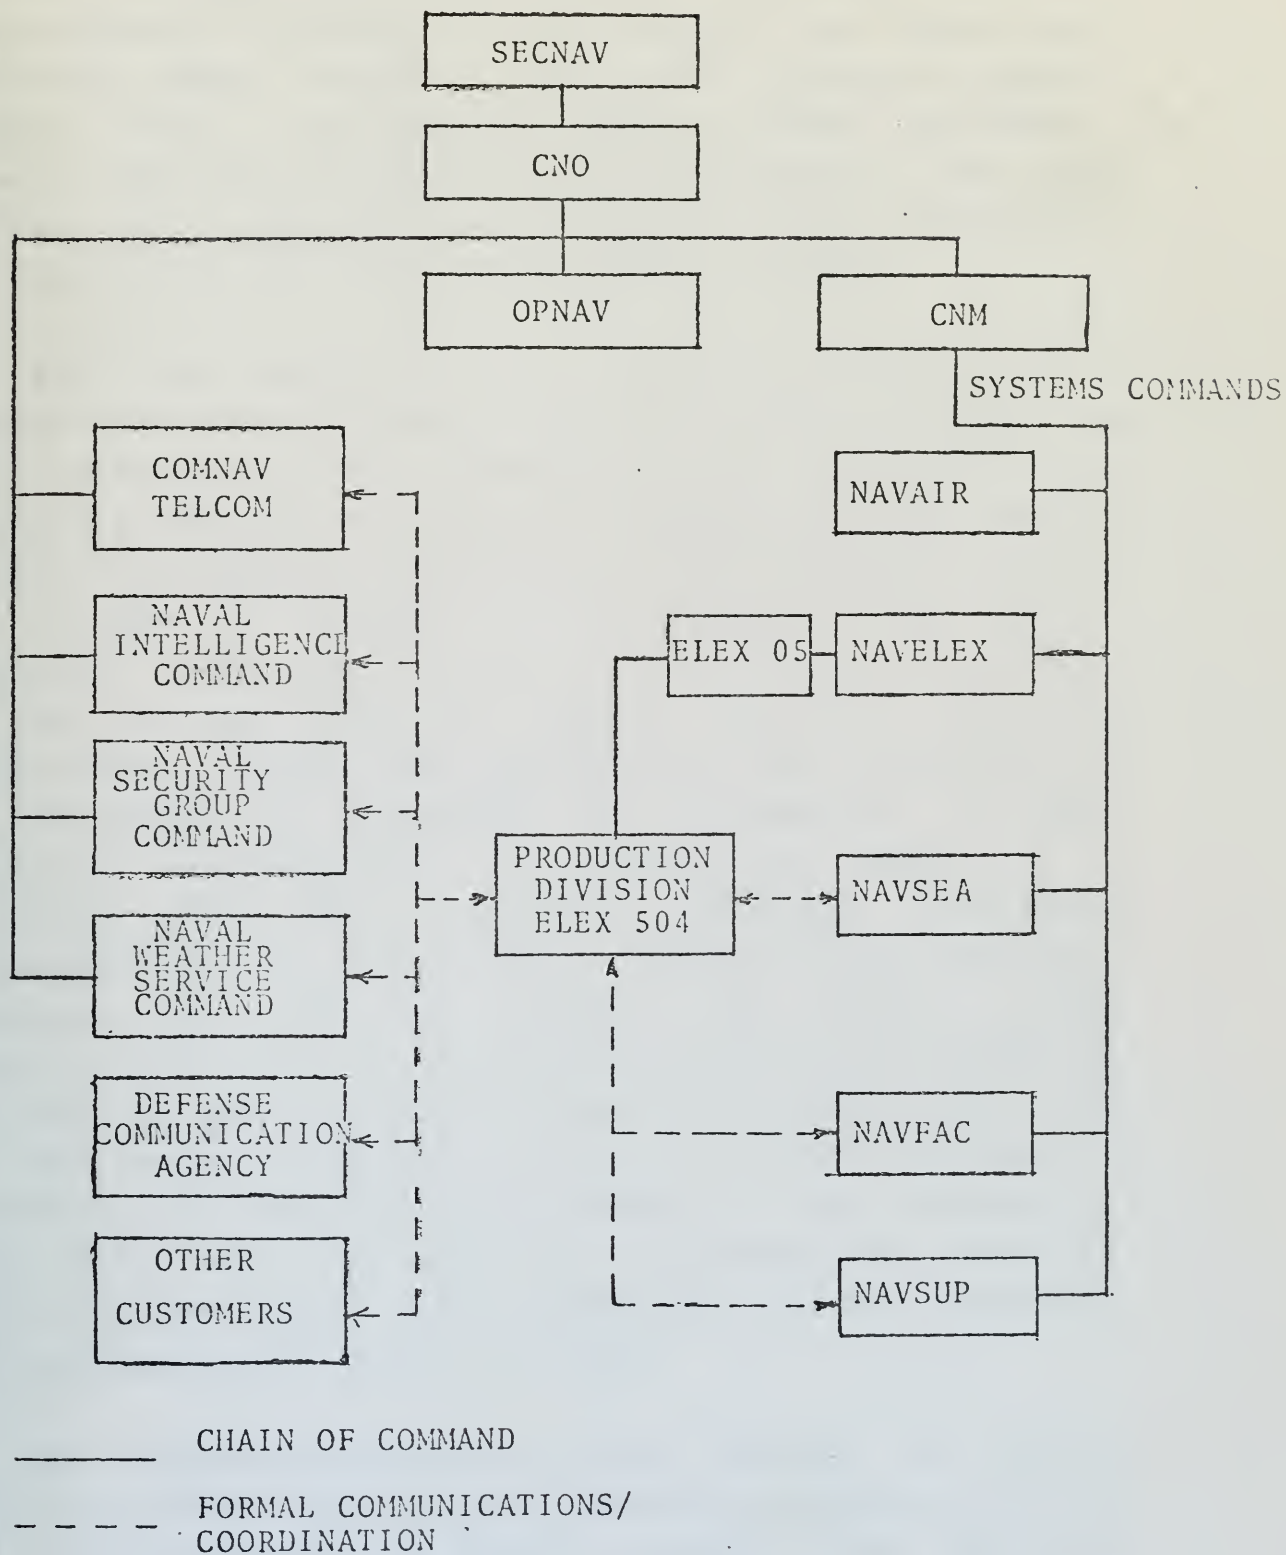 SECNAV
CNO
OPNAV
CNM
SYSTEMS COMMANDS
COMNAV
TELCOM
NAVAIR
NAVAL
INTELLIGENCE
COMMAND
ELEX 05
NAVELEX
NAVAL
SECURITY
GROUP
COMMAND
PRODUCTION
DIVISION
ELEX 504
NAVSEA
NAVAL
WEATHER
SERVICE
COMMAND
DEFENSE
COMMUNICATION
AGENCY
NAVFAC
OTHER
CUSTOMERS
NAVSUP
CHAIN OF COMMAND
FORMAL COMMUNICATIONS/
COORDINATION